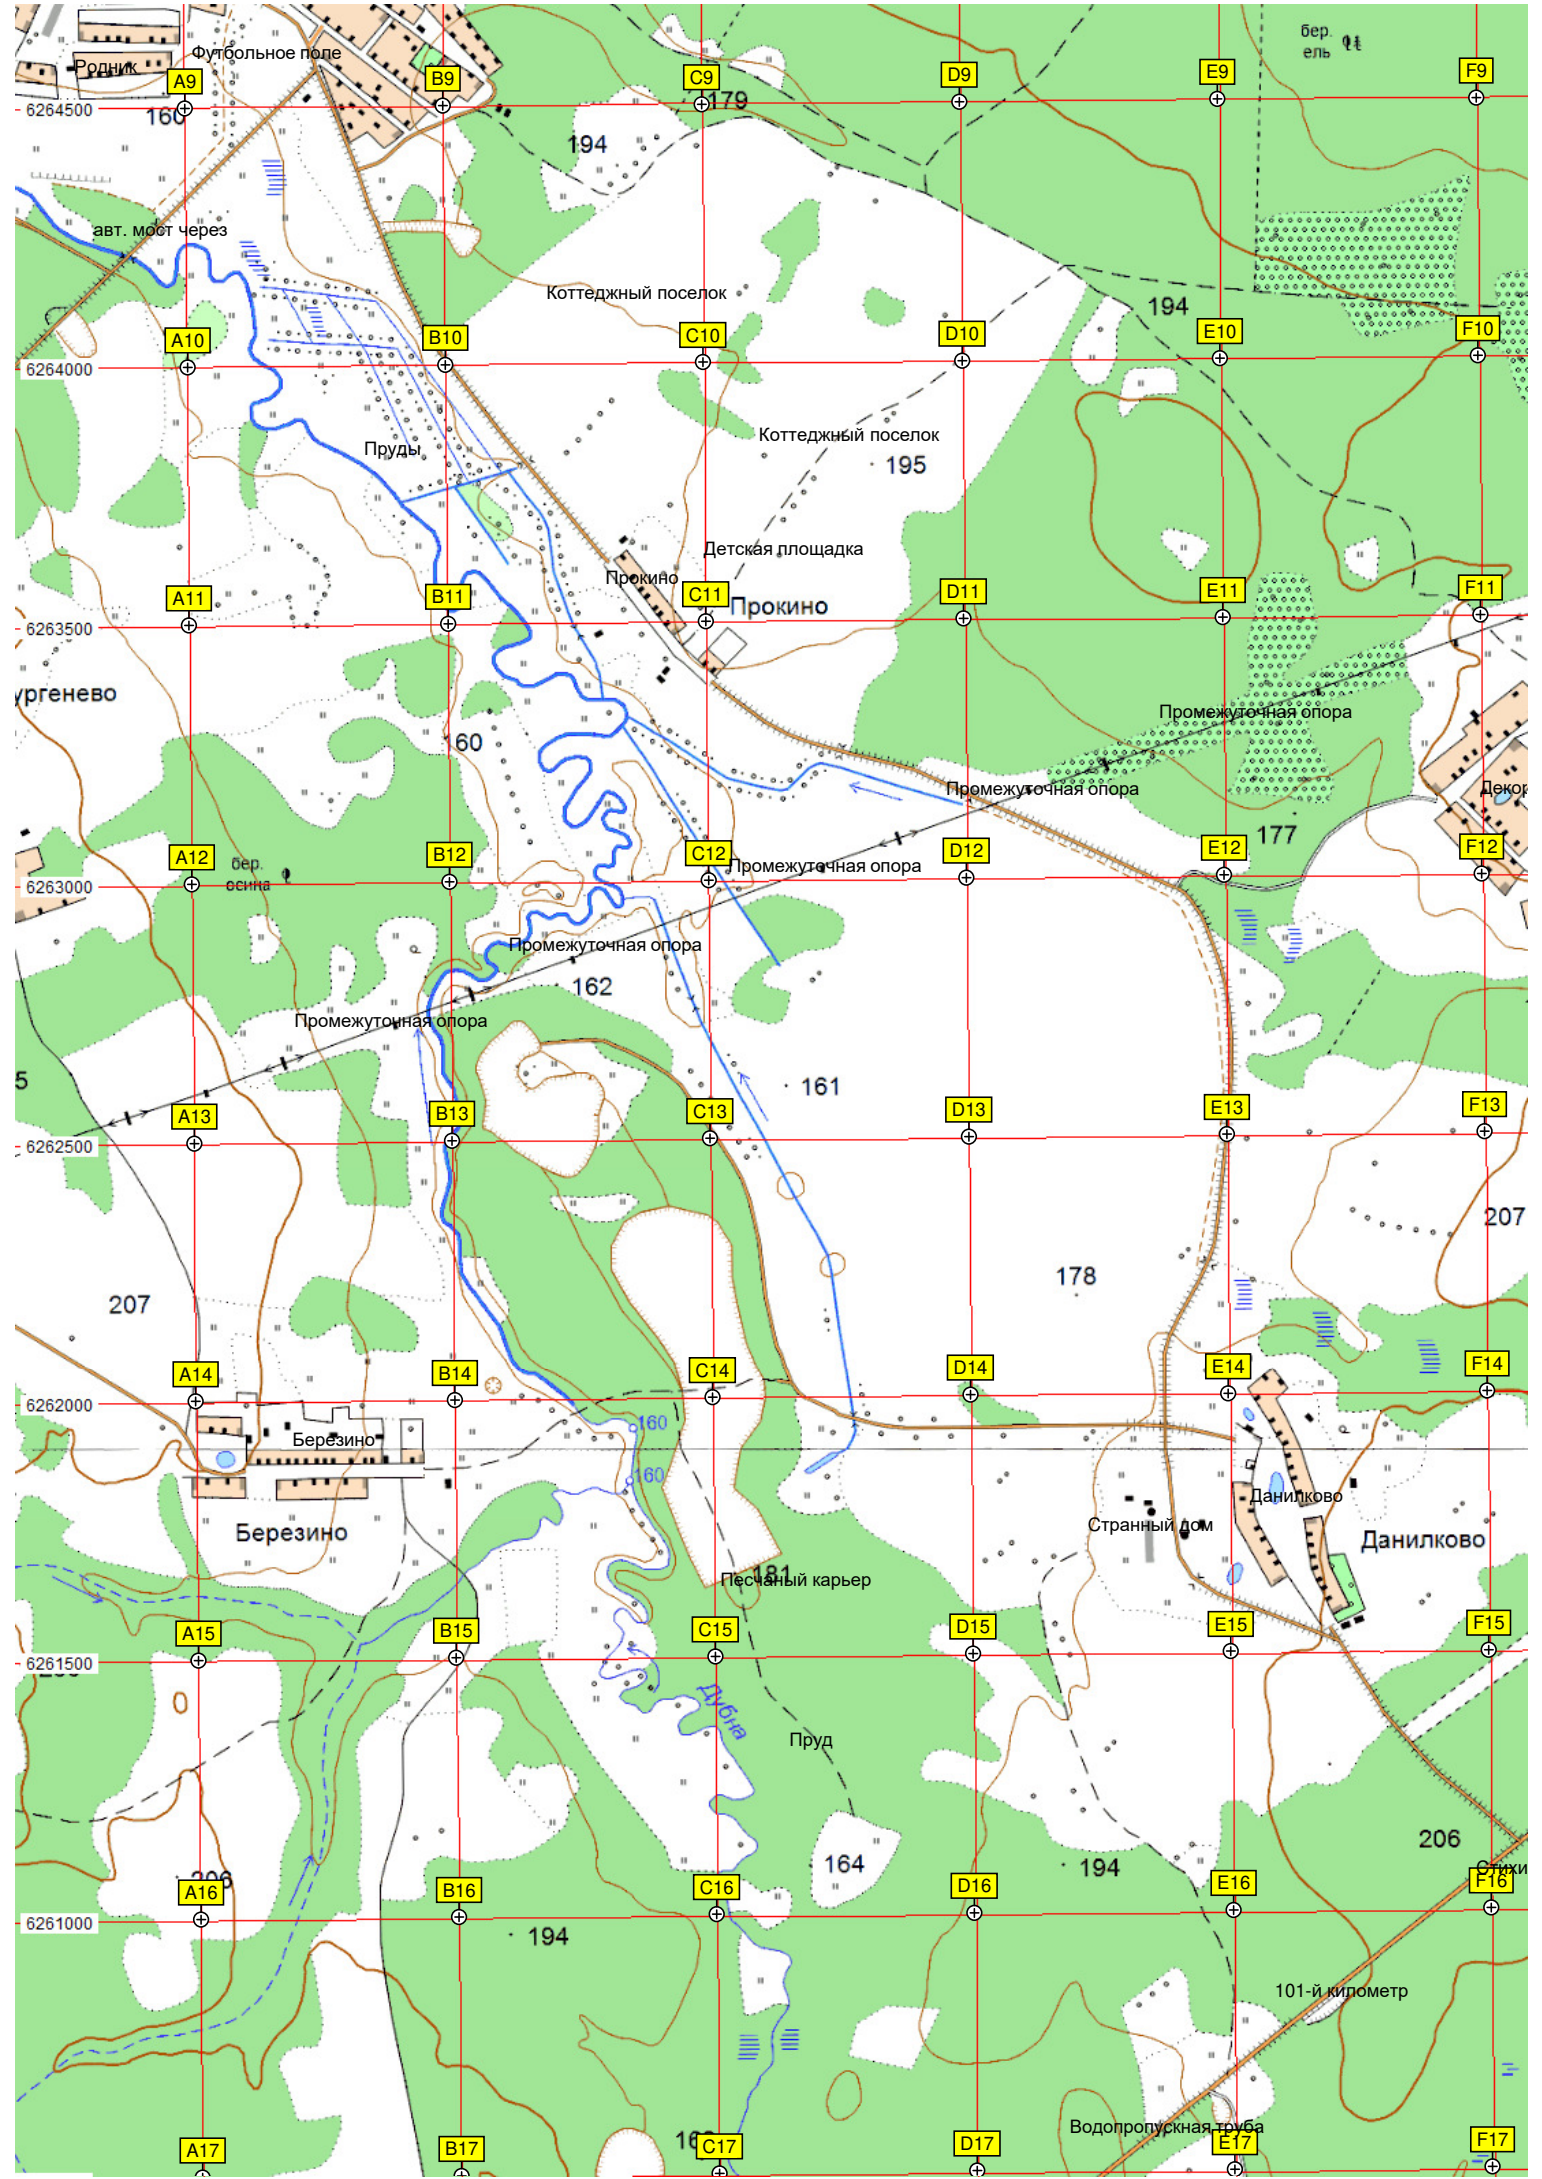 бер.
ель
Футбольное поле
Родник
A9
B9
C9
D9
E9
F9
6264500
160
179
194
авт. мост через
Коттеджный поселок
194
A10
B10
C10
D10
E10
F10
6264000
Коттеджный поселок
Пруды
195
Детская площадка
Прокино
A11
B11
C11
Прокино
D11
E11
F11
6263500
ургенево
Промежуточная опора
60
Промежуточная опора
Декор
177
A12
бер.
осина
B12
C12
Промежуточная опора
D12
E12
F12
6263000
Промежуточная опора
162
Промежуточная опора
5
161
A13
B13
C13
D13
E13
F13
6262500
207
178
207
A14
B14
C14
D14
E14
F14
6262000
160
Березино
160
Данилково
Странный дом
Березино
Данилково
181
Песчаный карьер
A15
B15
C15
D15
E15
F15
6261500
Дубна
Пруд
206
164
194
Стихи
206
A16
B16
C16
D16
E16
F16
6261000
194
101-й километр
Водопропускная труба
A17
B17
C17
D17
E17
F17